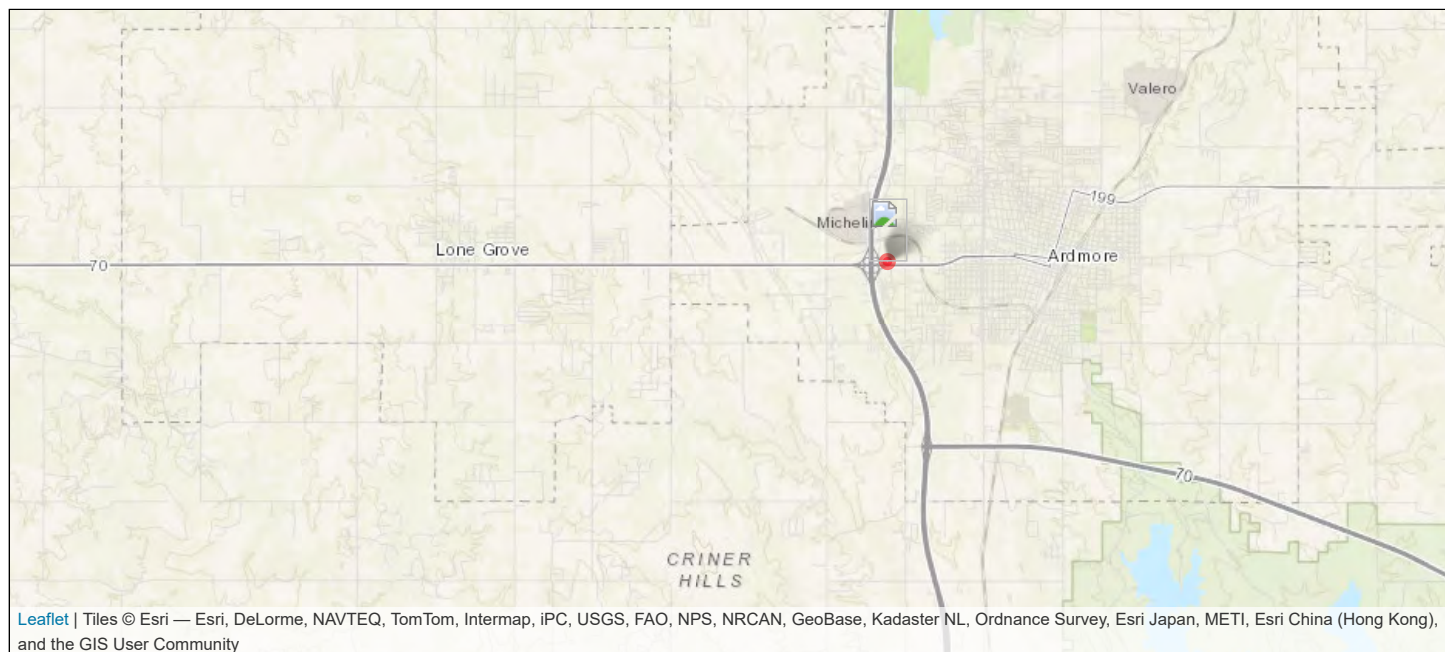 Valero
199
Micheli
Lone Grove
Ardmore
70
70
CRINER
HILLS
Leaflet | Tiles © Esri — Esri, DeLorme, NAVTEQ, TomTom, Intermap, iPC, USGS, FAO, NPS, NRCAN, GeoBase, Kadaster NL, Ordnance Survey, Esri Japan, METI, Esri China (Hong Kong),
and the GIS User Community